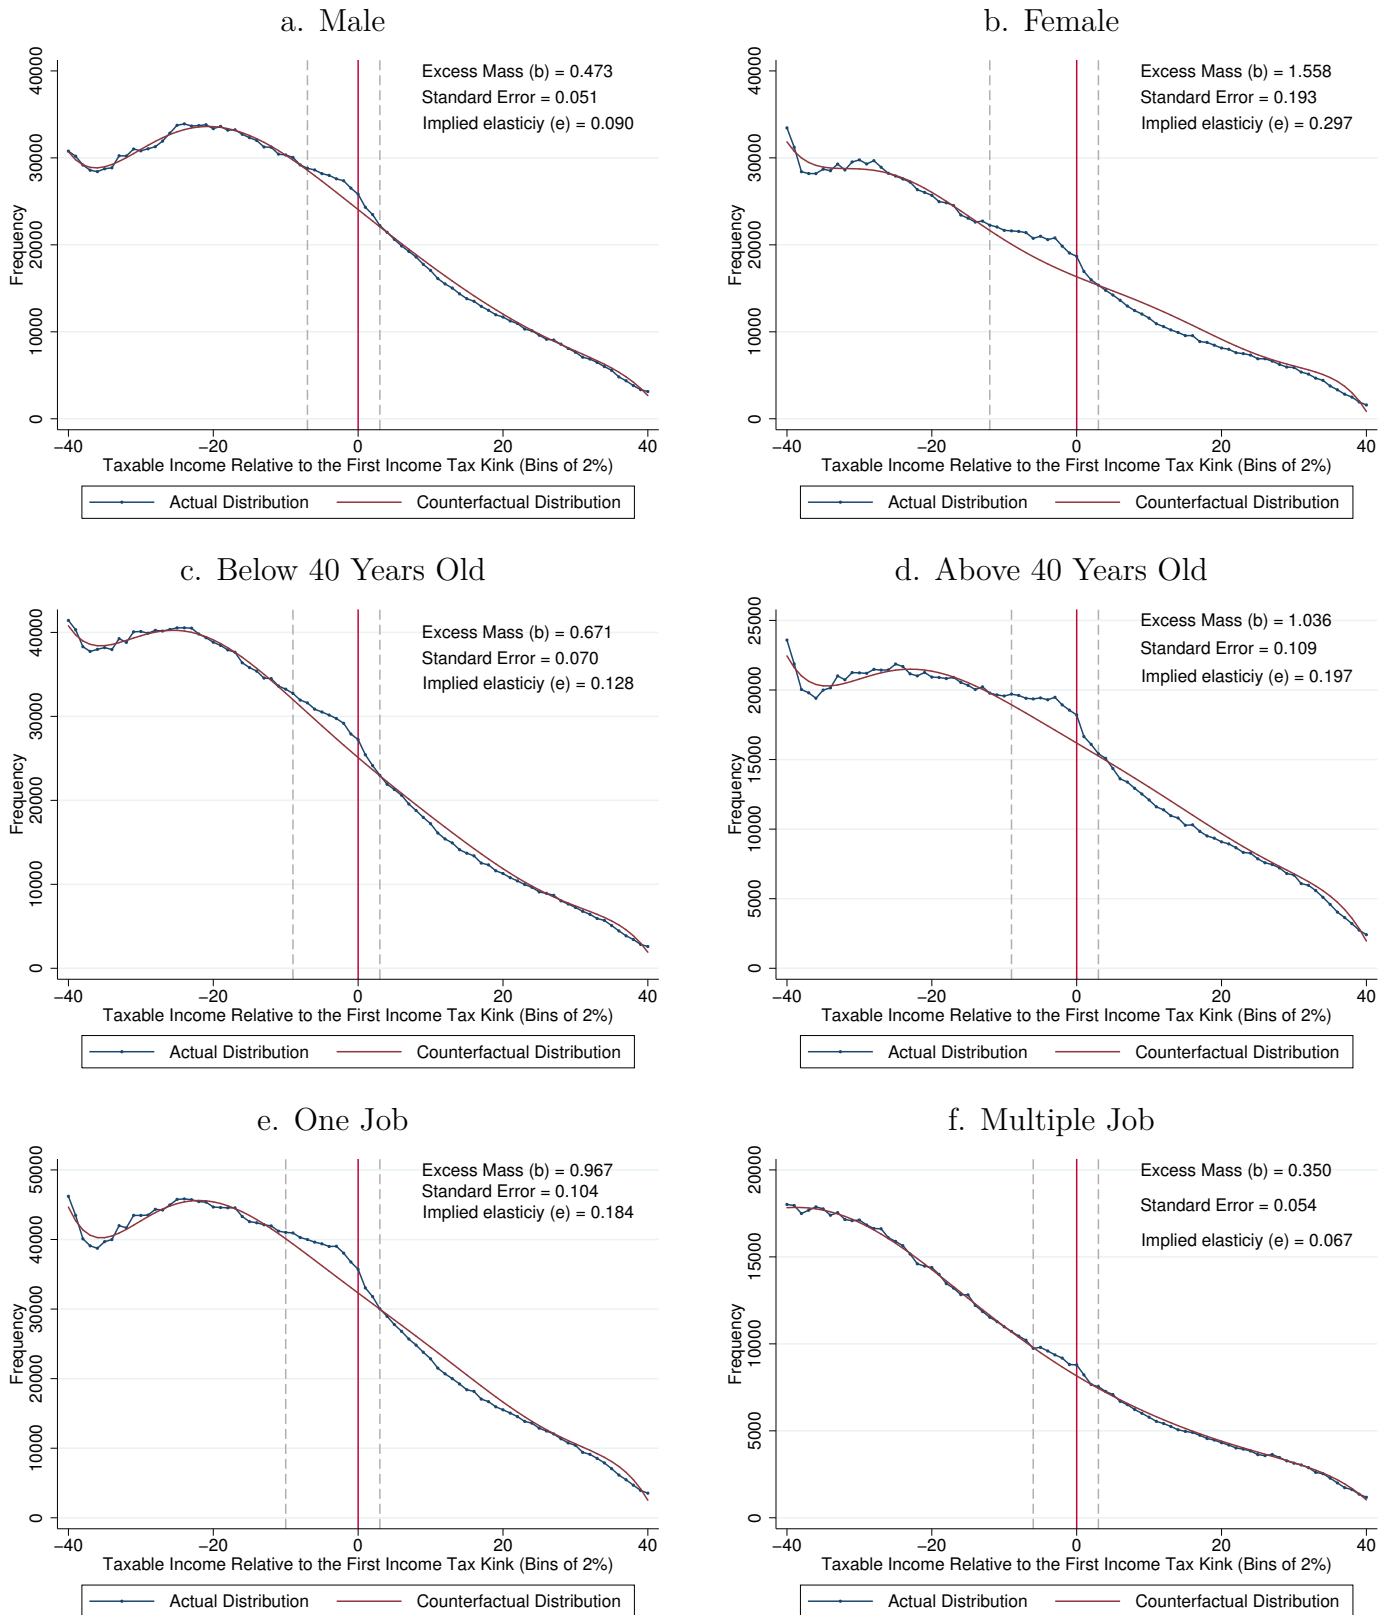 a. Male
Excess Mass (b) = 0.473
Standard Error = 0.051
Implied elasticiy (e) = 0.090
Frequency
40000
30000
20000
10000
0
−40
−20
0
20
40
Taxable Income Relative to the First Income Tax Kink (Bins of 2%)
Actual Distribution
Counterfactual Distribution
b. Female
Excess Mass (b) = 1.558
Standard Error = 0.193
Implied elasticiy (e) = 0.297
Frequency
40000
30000
20000
10000
0
−40
−20
0
20
40
Taxable Income Relative to the First Income Tax Kink (Bins of 2%)
Actual Distribution
Counterfactual Distribution
c. Below 40 Years Old
Excess Mass (b) = 0.671
Standard Error = 0.070
Implied elasticiy (e) = 0.128
Frequency
40000
30000
20000
10000
0
−40
−20
0
20
40
Taxable Income Relative to the First Income Tax Kink (Bins of 2%)
Actual Distribution
Counterfactual Distribution
d. Above 40 Years Old
Excess Mass (b) = 1.036
Standard Error = 0.109
Implied elasticiy (e) = 0.197
Frequency
25000
20000
15000
10000
5000
0
−40
−20
0
20
40
Taxable Income Relative to the First Income Tax Kink (Bins of 2%)
Actual Distribution
Counterfactual Distribution
e. One Job
Excess Mass (b) = 0.967
Standard Error = 0.104
Implied elasticiy (e) = 0.184
Frequency
50000
40000
30000
20000
10000
0
−40
−20
0
20
40
Taxable Income Relative to the First Income Tax Kink (Bins of 2%)
Actual Distribution
Counterfactual Distribution
f. Multiple Job
Excess Mass (b) = 0.350
Standard Error = 0.054
Implied elasticiy (e) = 0.067
Frequency
20000
15000
10000
5000
0
−40
−20
0
20
40
Taxable Income Relative to the First Income Tax Kink (Bins of 2%)
Actual Distribution
Counterfactual Distribution